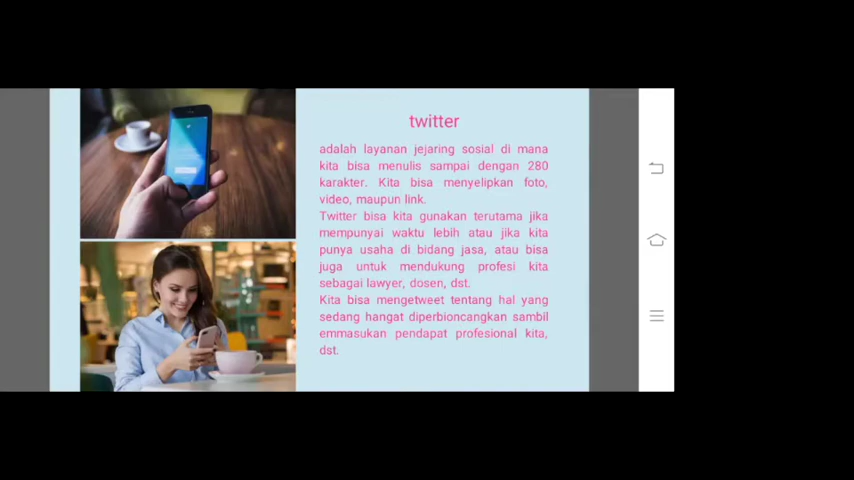 twitter
adalah layanan jejaring sosial di mana
kita bisa menulis sampai dengan 280
karakter. Kita bisa menyelipkan foto,
video, maupun link.
Twitter bisa kita gunakan terutama jika
mempunyai waktu lebih atau jika kita
punya usaha di bidang jasa, atau bisa
juga untuk mendukung profesi kita
sebagai lawyer, dosen, dst.
Kita bisa mengetweet tentang hal yang
sedang hangat diperbioncangkan sambil
emmasukan pendapat profesional kita,
dst.